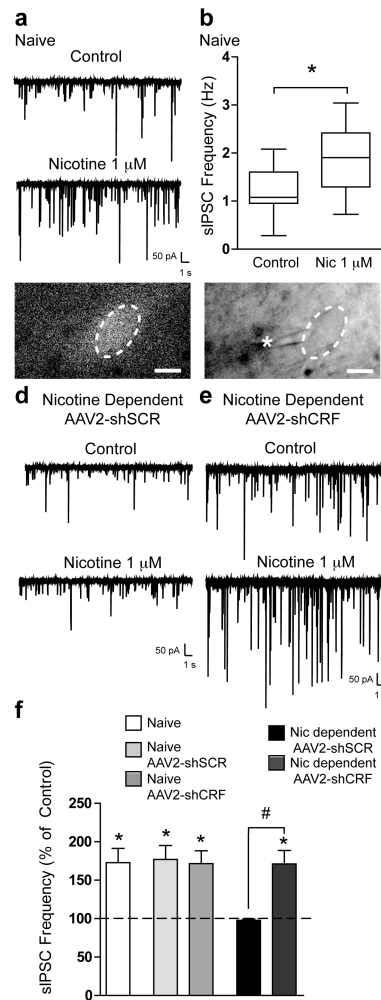 a
Naive
Control
Nicotine 1 μM
50 pA
1 s
b
Naive
*
sIPSC Frequency (Hz)
4
3
2
1
0
Control
Nic 1 μM
*
d
Nicotine Dependent
AAV2-shSCR
Control
Nicotine 1 μM
50 pA
1 s
e
Nicotine Dependent
AAV2-shCRF
Control
Nicotine 1 μM
50 pA
1
f
Naive
Naive
AAV2-shSCR
Naive
AAV2-shCRF
Nic dependent
AAV2-shSCR
Nic dependent
AAV2-shCRF
sIPSC Frequency (% of Control)
250
200
150
100
50
0
*
*
*
#
*